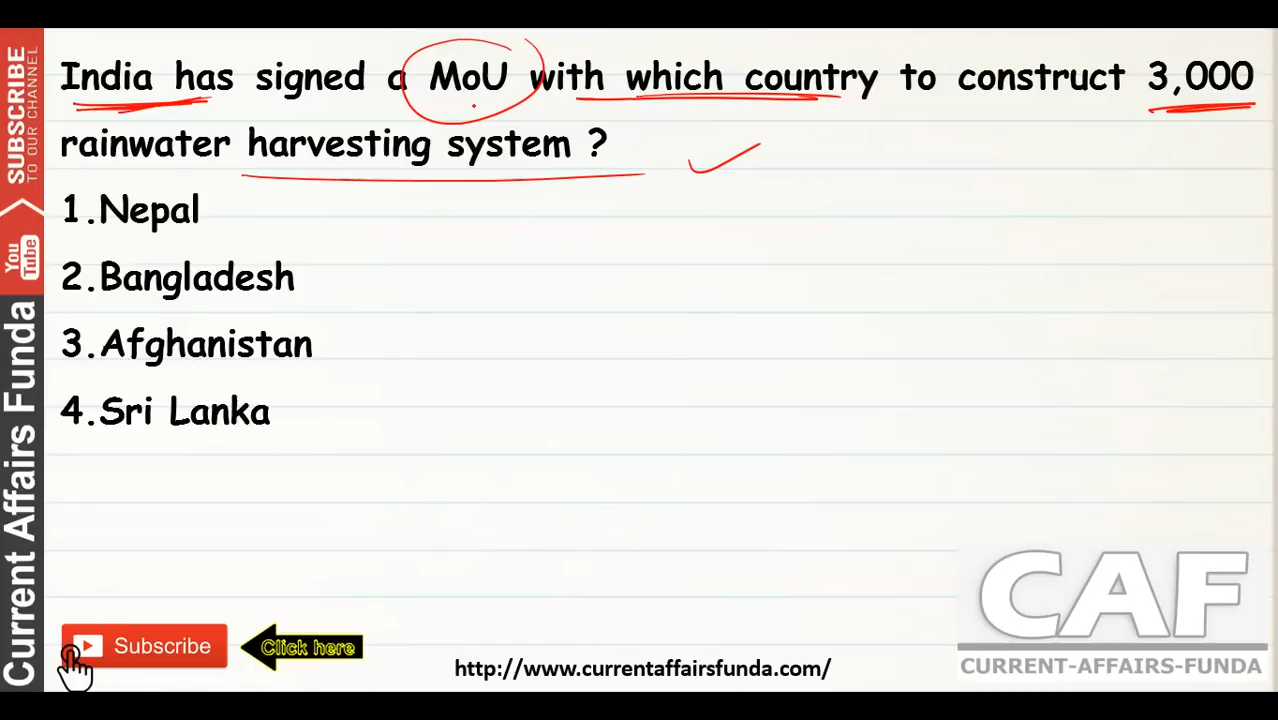 India has signed a MoU with which country to construct 3,000
rainwater harvesting system ?
1.Nepal
2.Bangladesh
3.Afghanistan
4.Sri Lanka
SUBSCRIBE
TO OUR CHANNEL
You
Tube
Current Affairs Funda
Subscribe
Click here
http://www.currentaffairsfunda.com/
CAF
CURRENT-AFFAIRS-FUNDA